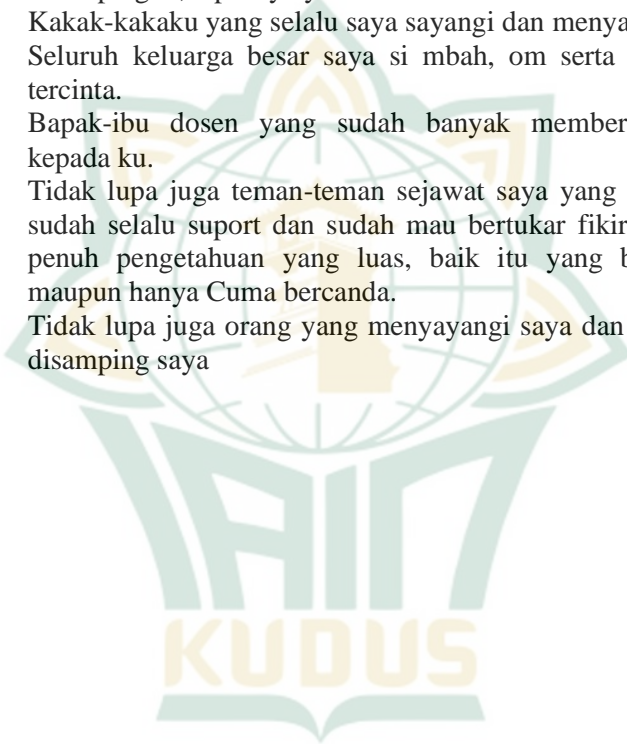 Kakak-kakaku yang selalu saya sayangi dan
Seluruh keluarga besar saya si mbah, om serta
tercinta.
Bapak-ibu dosen yang sudah banyak
kepada ku.
Tidak lupa juga teman-teman sejawat saya yang
sudah selalu suport dan sudah mau bertukar
penuh pengetahuan yang luas, baik itu yang
maupun hanya Cuma bercanda.
Tidak lupa juga orang yang menyayangi saya dan
disamping saya
IAIN
KUDUS